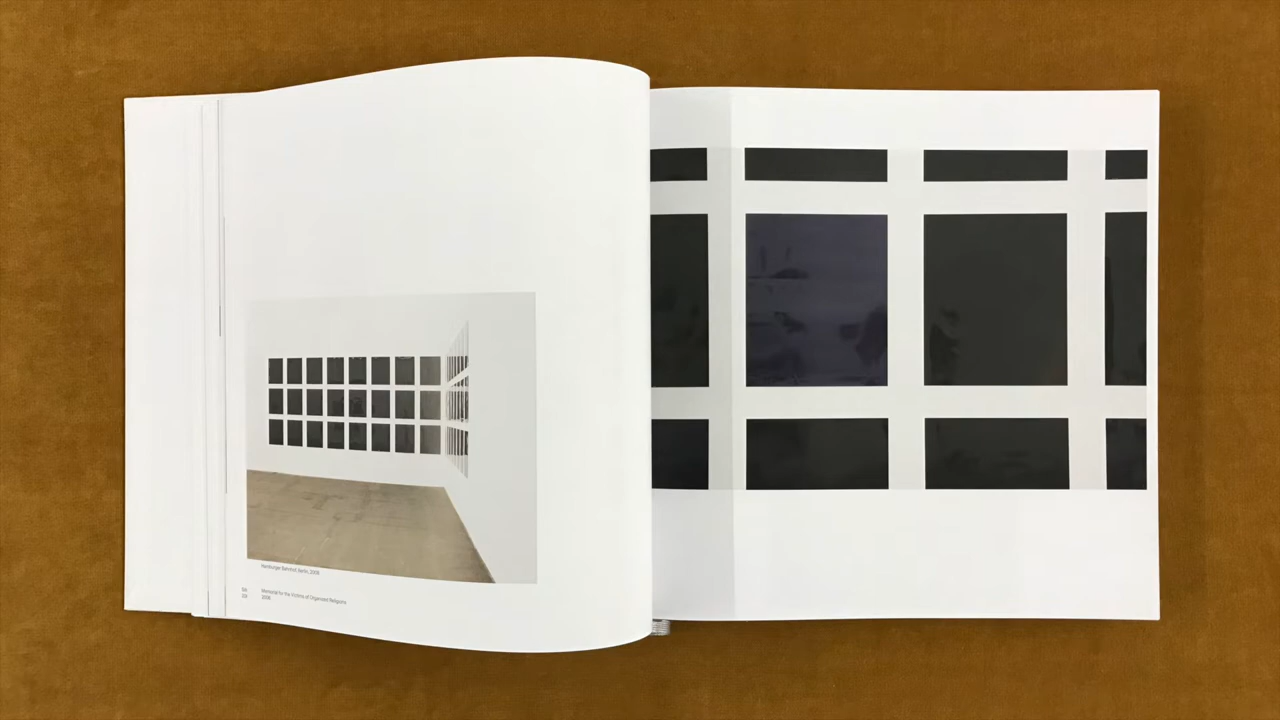 Hamburger Bahnhof, Berlin, 2008
Memorial for the Victims of Organized Religions
2008